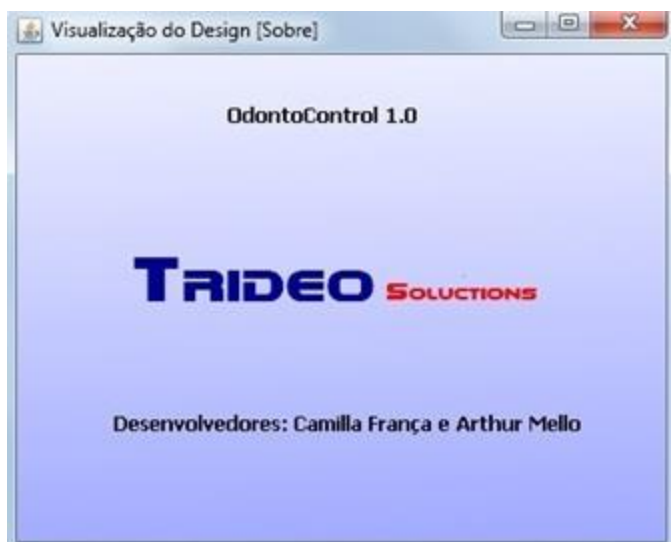 Visualização do Design [Sobre]
OdontoControl 1.0
TRIDEO SOLUCTIONS
Desenvolvedores: Camilla França e Arthur Mello